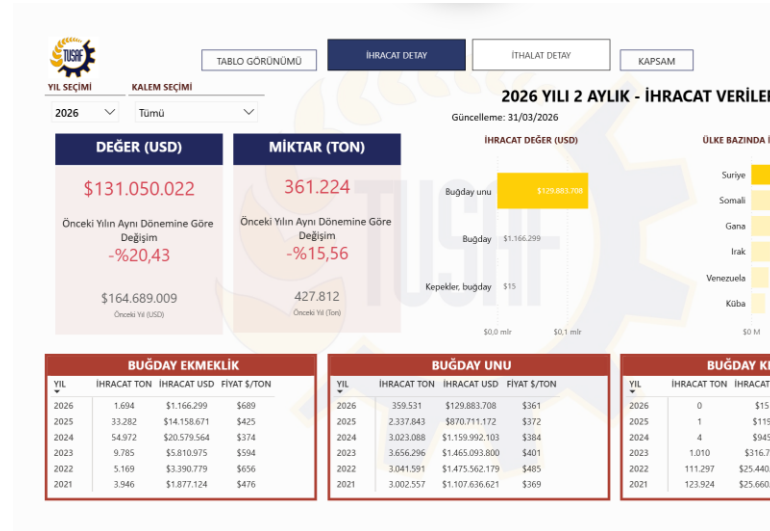 TUSAF
TABLO GÖRÜNÜMÜ
İHRACAT DETAY
İTHALAT DETAY
KAPSAM
YIL SEÇİMİ
KALEM SEÇİMİ
2026
Tümü
2026 YILI 2 AYLIK - İHRACAT VERİLER
Güncelleme: 31/03/2026
DEĞER (USD)
$131.050.022
Önceki Yılın Aynı Dönemine Göre
Değişim
-%20,43
$164.689.009
Önceki Yıl (USD)
MİKTAR (TON)
361.224
Önceki Yılın Aynı Dönemine Göre
Değişim
-%15,56
427.812
Önceki Yıl (Ton)
İHRACAT DEĞER (USD)
Buğday unu $129.883.708
Buğday $1.166.299
Kepekler, buğday $15
$0,0 mlr $0,1 mlr
ÜLKE BAZINDA İ
Suriye
Somali
Gana
Irak
Venezuela
Küba
$0 M
TUSAF
BUĞDAY EKMEKLİK
YIL İHRACAT TON İHRACAT USD FİYAT $/TON
2026 1.694 $1.166.299 $689
2025 33.282 $14.158.671 $425
2024 54.972 $20.579.564 $374
2023 9.785 $5.810.975 $594
2022 5.169 $3.390.779 $656
2021 3.946 $1.877.124 $476
BUĞDAY UNU
YIL İHRACAT TON İHRACAT USD FİYAT $/TON
2026 359.531 $129.883.708 $361
2025 2.337.843 $870.711.172 $372
2024 3.023.088 $1.159.992.103 $384
2023 3.656.296 $1.465.093.800 $401
2022 3.041.591 $1.475.562.179 $485
2021 3.002.557 $1.107.636.621 $369
BUĞDAY KE
YIL İHRACAT TON İHRACAT
2026 0 $15
2025 1 $119
2024 4 $945
2023 1.010 $316.7
2022 111.297 $25.440.
2021 123.924 $25.660.